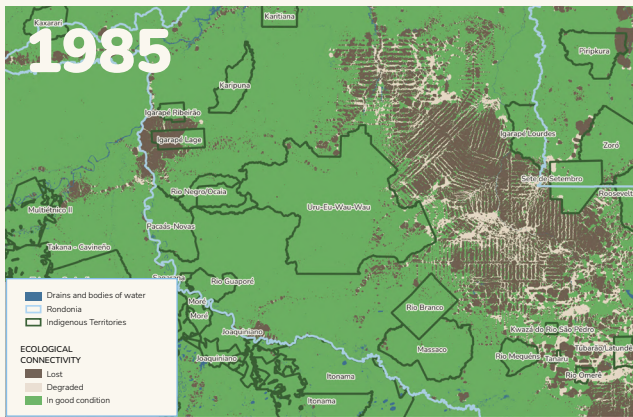 Kaxarari
1985
Kantiana
Piripkura
Karipuna
Igarapé Ribeirão
Igarapé Lage
Igarapé Lourdes
Zoró
Sete de Setembro
Roosevelt
Rio Negro/Ocaia
Uru-Eu-Wau-Wau
Multiétnico II
Pacaás-Novas
Takana - Cavineño
Rio Guaporé
Moré
Moré
Rio Branco
Joaquiniano
Kwazá do Rio São Pedro
Massaco
Rio Mequéns
Tanaru
Tubarão/Latundê
Joaquiniano
Rio Omerê
Itonama
Itonama
Drains and bodies of water
Rondonia
Indigenous Territories
ECOLOGICAL
CONNECTIVITY
Lost
Degraded
In good condition